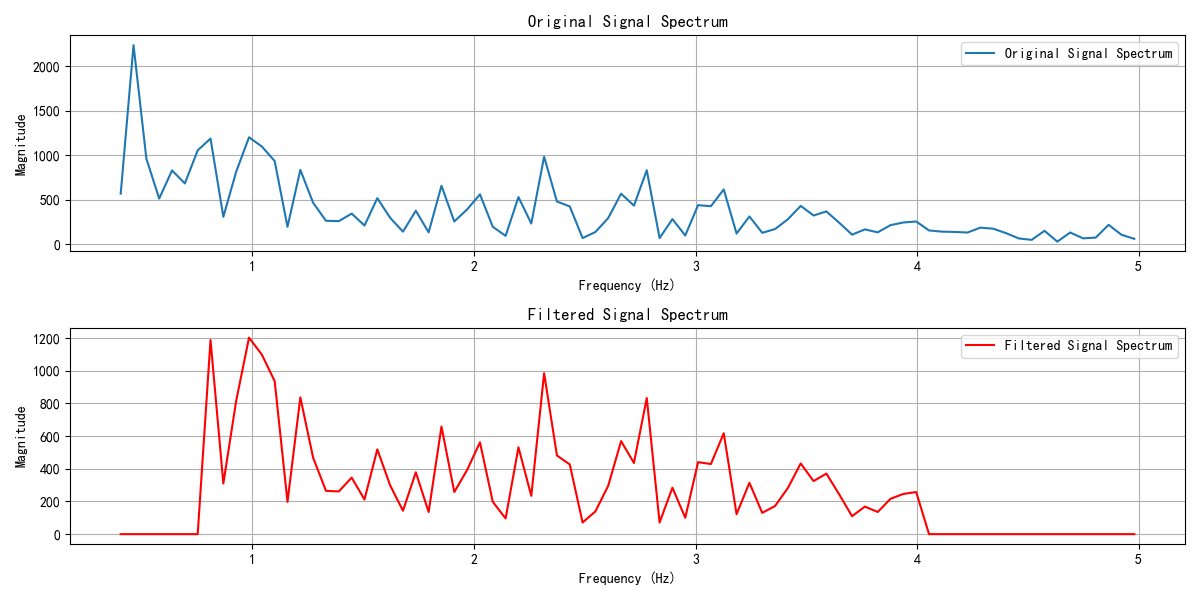 Original Signal Spectrum
Original Signal Spectrum
Magnitude
2000
1500
1000
500
0
1 2 3 4 5
Frequency (Hz)
Filtered Signal Spectrum
Filtered Signal Spectrum
Magnitude
1200
1000
800
600
400
200
0
1 2 3 4 5
Frequency (Hz)